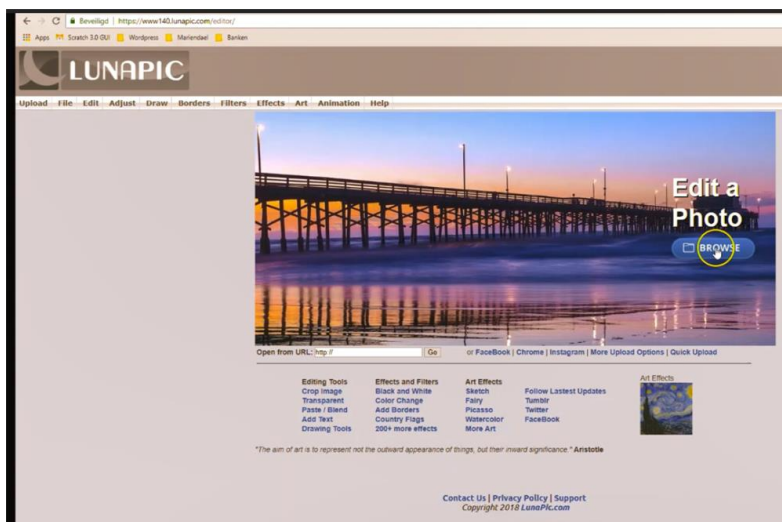 Beveiligd | https://www140.lunapic.com/editor/
Apps Scratch 3.0 GUI Wordpress Mariendael Banken
LUNAPIC
Upload File Edit Adjust Draw Borders Filters Effects Art Animation Help
Edit a
Photo
BROWSE
Open from URL: http:// Go or FaceBook | Chrome | Instagram | More Upload Options | Quick Upload
Editing Tools Effects and Filters Art Effects Art Effects
Crop Image Black and White Sketch Follow Lastest Updates
Transparent Color Change Fairy Tumblr
Paste / Blend Add Borders Picasso Twitter
Add Text Country Flags Watercolor FaceBook
Drawing Tools 200+ more effects More Art
"The aim of art is to represent not the outward appearance of things, but their inward significance." Aristotle
Contact Us | Privacy Policy | Support
Copyright 2018 LunaPic.com